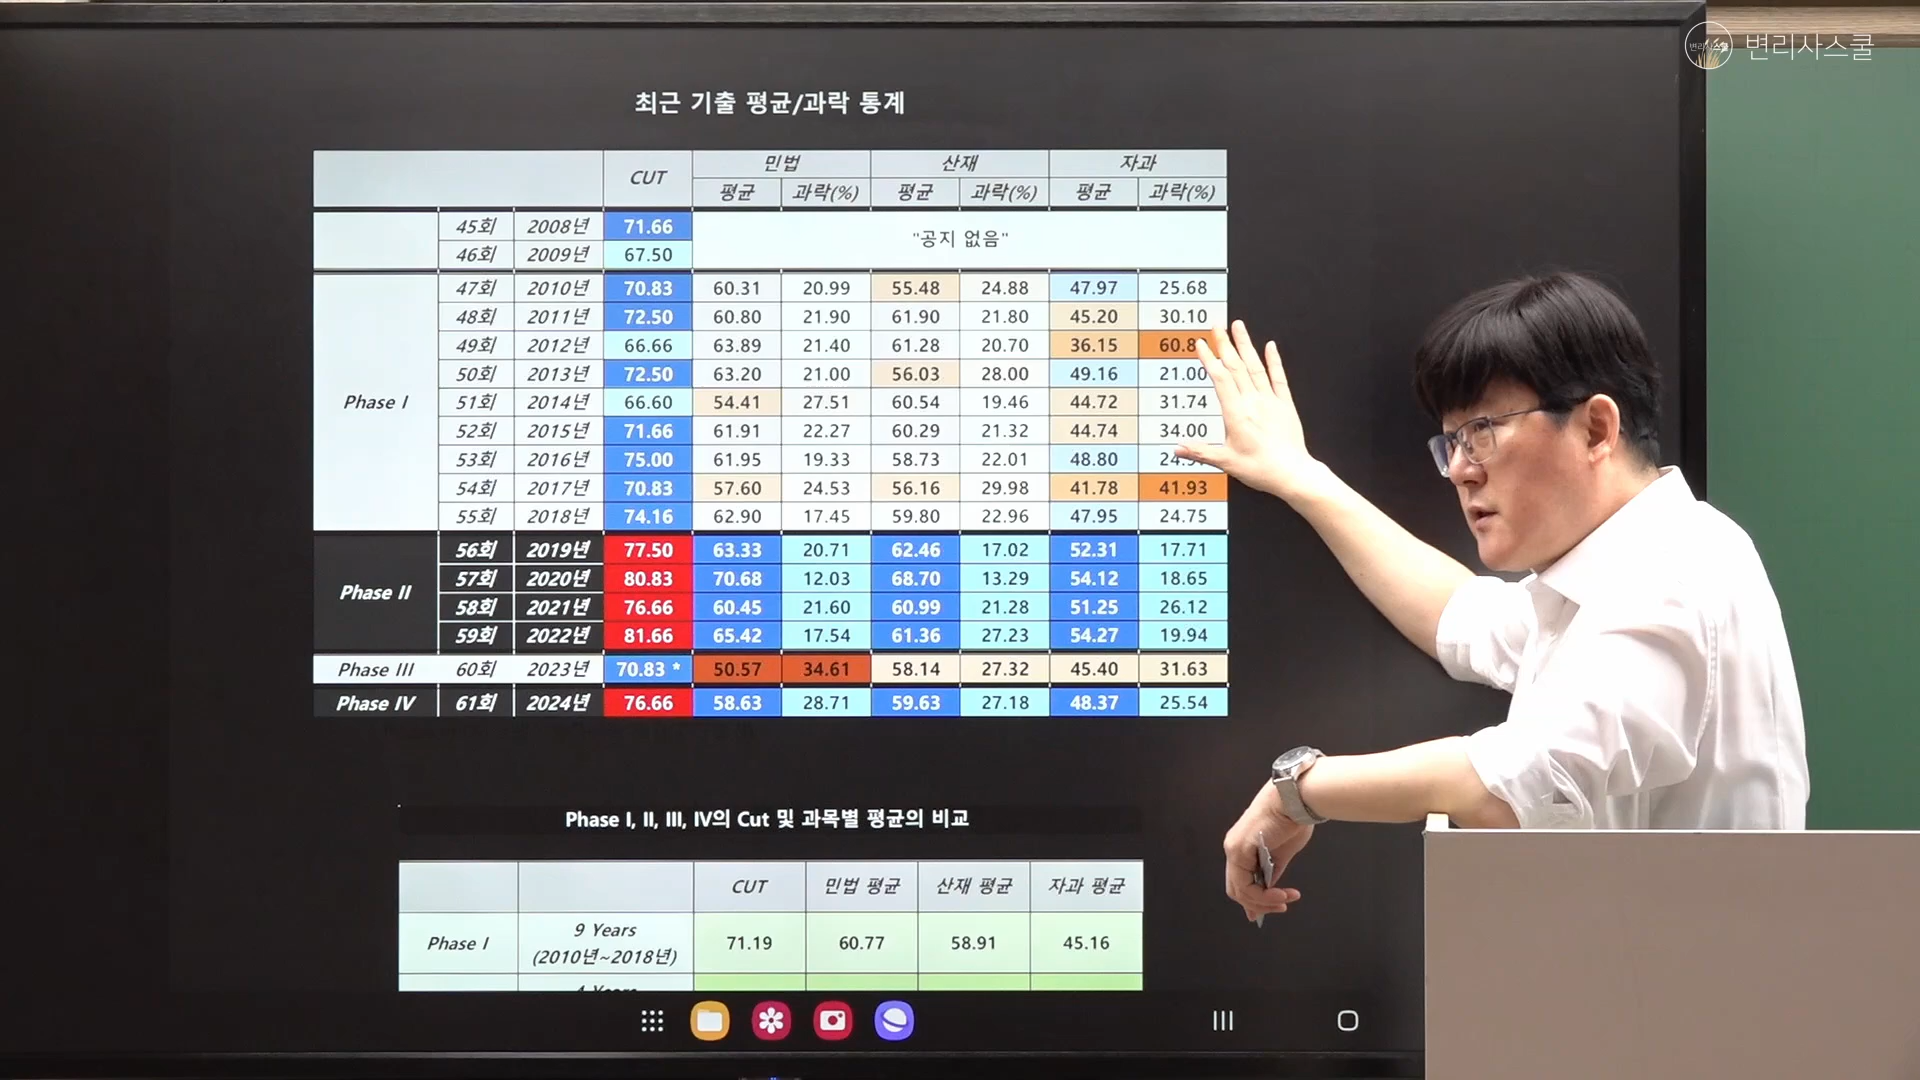 변리사스쿨
변리사스쿨
최근 기출 평균/과락 통계
CUT 민법 산재 자과
평균 과락(%) 평균 과락(%) 평균 과락(%)
45회 2008년 71.66 "공지 없음"
46회 2009년 67.50
Phase I
47회 2010년 70.83 60.31 20.99 55.48 24.88 47.97 25.68
48회 2011년 72.50 60.80 21.90 61.90 21.80 45.20 30.10
49회 2012년 66.66 63.89 21.40 61.28 20.70 36.15
50회 2013년 72.50 63.20 21.00 56.03 28.00 49.16 21.00
51회 2014년 66.60 54.41 27.51 60.54 19.46 44.72 31.74
52회 2015년 71.66 61.91 22.27 60.29 21.32 44.74 34.00
53회 2016년 75.00 61.95 19.33 58.73 22.01 48.80
54회 2017년 70.83 57.60 24.53 56.16 29.98 41.78 41.93
55회 2018년 74.16 62.90 17.45 59.80 22.96 47.95 24.75
Phase II
56회 2019년 77.50 63.33 20.71 62.46 17.02 52.31 17.71
57회 2020년 80.83 70.68 12.03 68.70 13.29 54.12 18.65
58회 2021년 76.66 60.45 21.60 60.99 21.28 51.25 26.12
59회 2022년 81.66 65.42 17.54 61.36 27.23 54.27 19.94
Phase III 60회 2023년 70.83 * 50.57 34.61 58.14 27.32 45.40 31.63
Phase IV 61회 2024년 76.66 58.63 28.71 59.63 27.18 48.37 25.54
Phase I, II, III, IV의 Cut 및 과목별 평균의 비교
CUT 민법 평균 산재 평균 자과 평균
Phase I 9 Years (2010년~2018년) 71.19 60.77 58.91 45.16